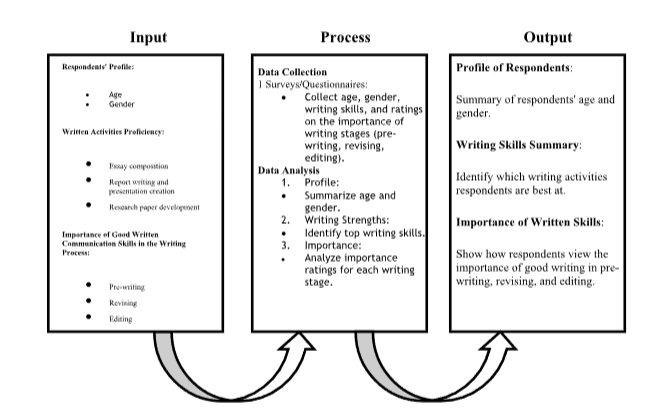 Input
Respondents' Profile:
• Age
• Gender
Written Activities Proficiency:
• Essay composition
• Report writing and
presentation creation
• Research paper development
Importance of Good Written
Communication Skills in the Writing
Process:
• Pre-writing
• Revising
• Editing
Process
Data Collection
1 Surveys/Questionnaires:
• Collect age, gender,
writing skills, and ratings
on the importance of
writing stages (pre-
writing, revising,
editing).
Data Analysis
1. Profile:
• Summarize age and
gender.
2. Writing Strengths:
• Identify top writing skills.
3. Importance:
• Analyze importance
ratings for each writing
stage.
Output
Profile of Respondents:
Summary of respondents' age and
gender.
Writing Skills Summary:
Identify which writing activities
respondents are best at.
Importance of Written Skills:
Show how respondents view the
importance of good writing in pre-
writing, revising, and editing.